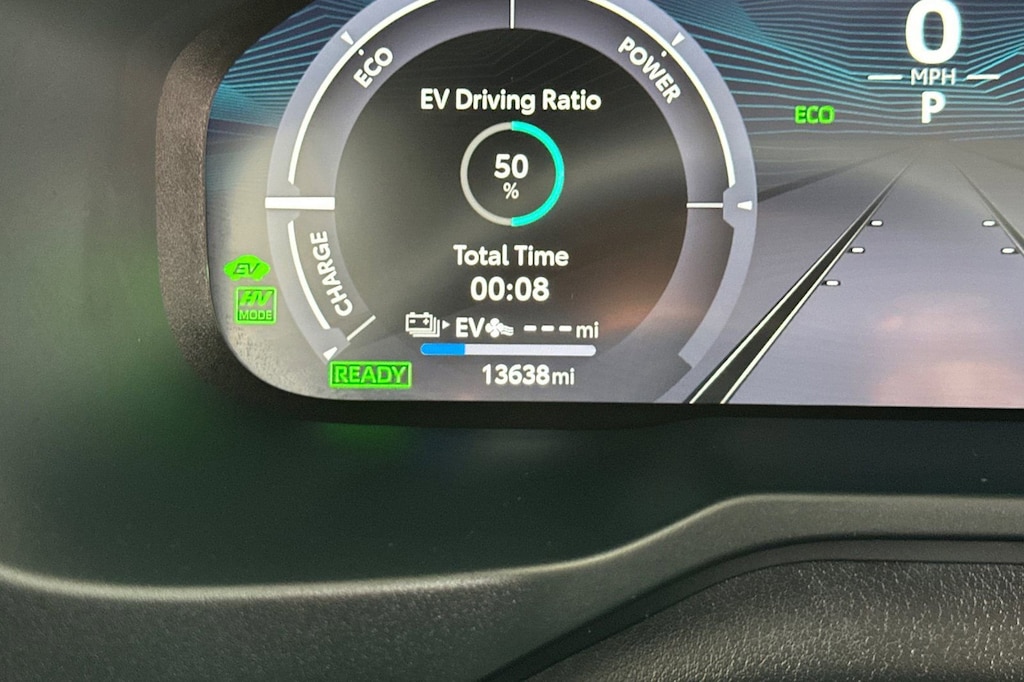 ECO
POWER
EV Driving Ratio
50
%
Total Time
00:08
CHARGE
EV
HV
MODE
EV ---mi
READY
13638mi
0
MPH
P
ECO